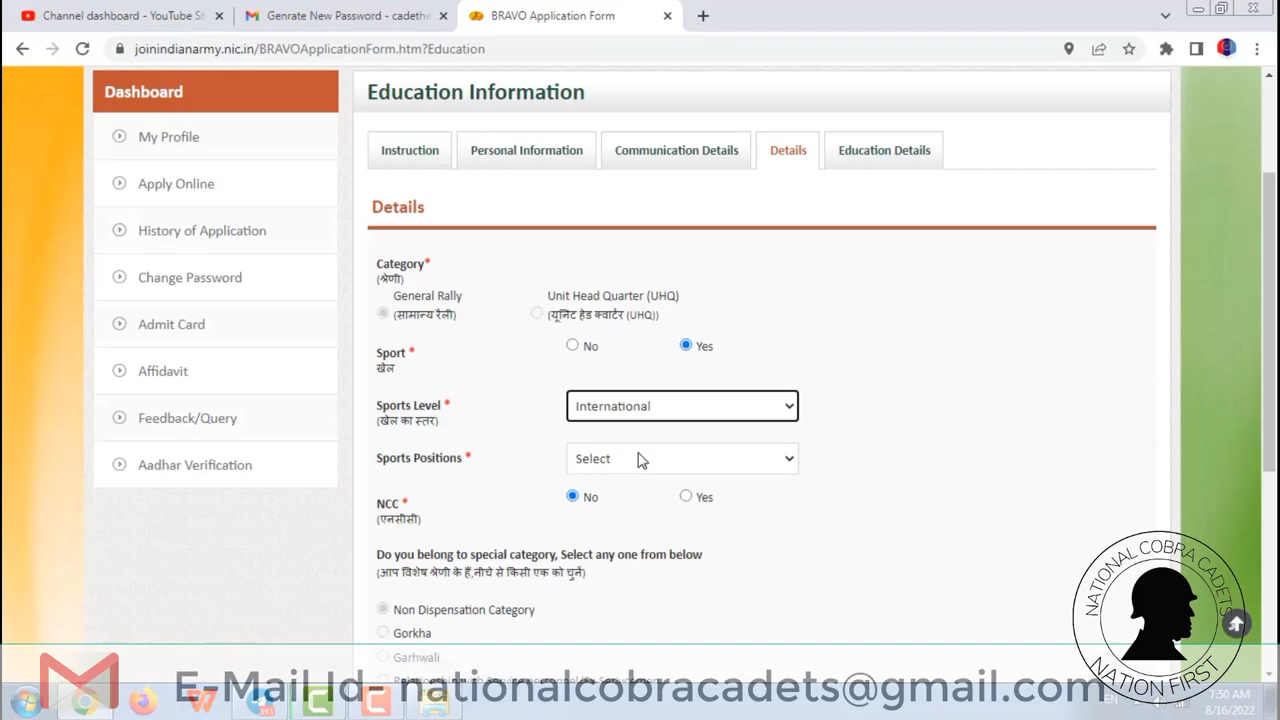 Channel dashboard - YouTube St
Genrate New Password - cadethe
BRAVO Application Form
joinindianarmy.nic.in/BRAVOApplicationForm.htm?Education
Dashboard
My Profile
Apply Online
History of Application
Change Password
Admit Card
Affidavit
Feedback/Query
Aadhar Verification
Education Information
Instruction
Personal Information
Communication Details
Details
Education Details
Details
Category*
(श्रेणी)
General Rally
(सामान्य रैली)
Unit Head Quarter (UHQ)
(यूनिट हेड क्वार्टर (UHQ))
Sport *
खेल
No
Yes
Sports Level *
(खेल का स्तर)
International
Sports Positions *
Select
NCC *
(एनसीसी)
No
Yes
Do you belong to special category, Select any one from below
(आप विशेष श्रेणी के हैं,नीचे से किसी एक को चुनें)
Non Dispensation Category
Gorkha
Garhwali
E-Mail Id- nationalcobracadets@gmail.com
NATIONAL COBRA CADETS
NATION FIRST
EN
7:50 AM
8/16/2022